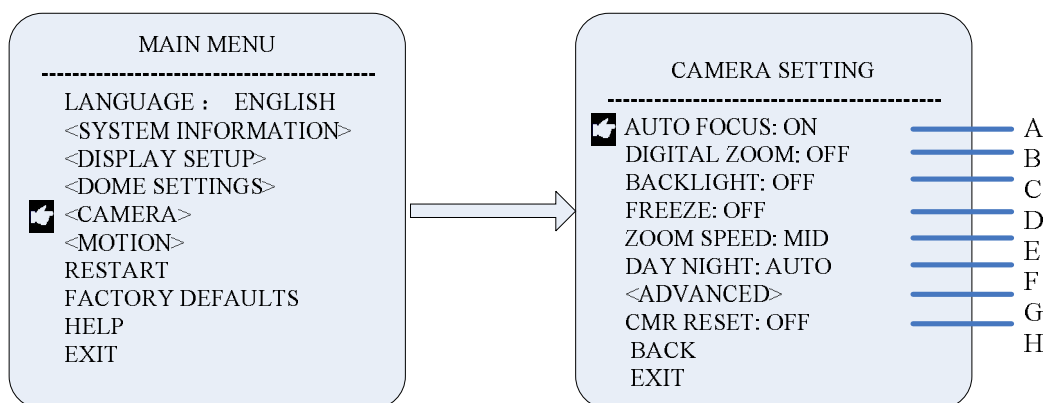 MAIN MENU
LANGUAGE： ENGLISH
<SYSTEM INFORMATION>
<DISPLAY SETUP>
<DOME SETTINGS>
<CAMERA>
<MOTION>
RESTART
FACTORY DEFAULTS
HELP
EXIT
CAMERA SETTING
AUTO FOCUS: ON A
DIGITAL ZOOM: OFF B
BACKLIGHT: OFF C
FREEZE: OFF D
ZOOM SPEED: MID E
DAY NIGHT: AUTO F
<ADVANCED> G
CMR RESET: OFF H
BACK
EXIT